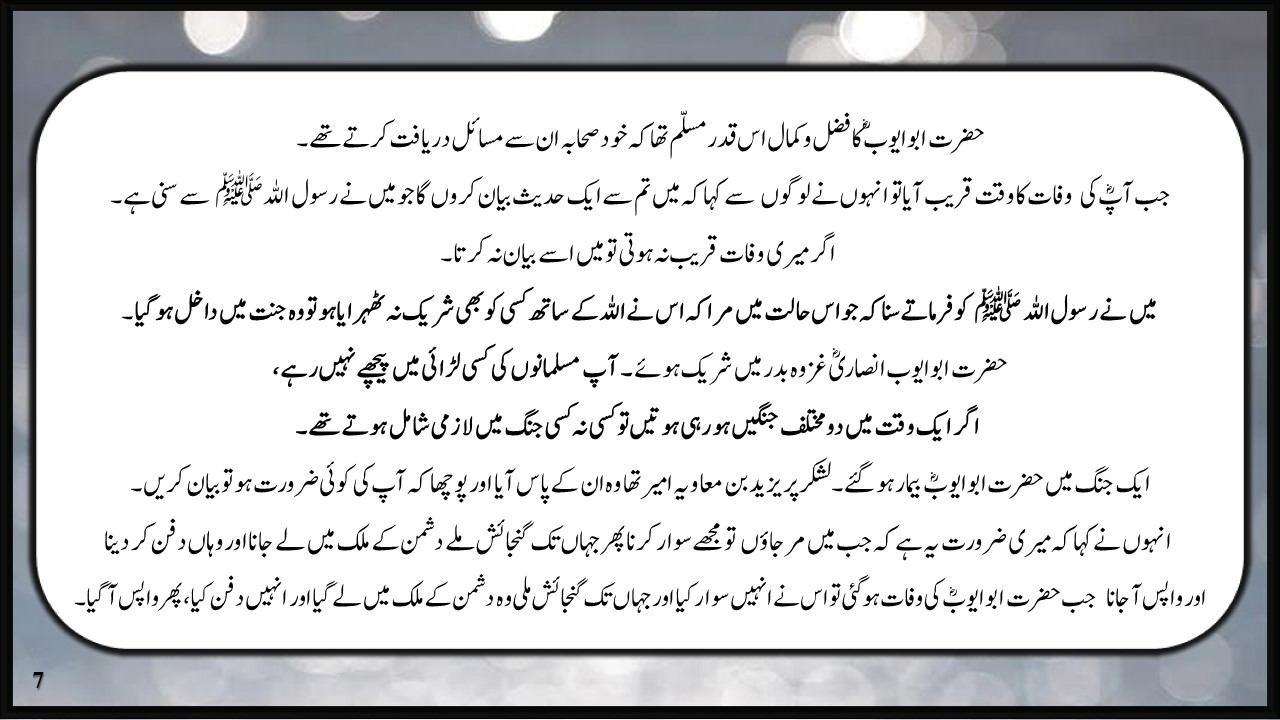 حضرت ابو ایوبؓ کا فضل و کمال اس قدر مسلّم تھا کہ خود صحابہ ان سے مسائل دریافت کرتے تھے۔
جب آپؓ کی وفات کا وقت قریب آیا تو انہوں نے لوگوں سے کہا کہ میں تم سے ایک حدیث بیان کروں گا جو میں نے رسول اللہ ﷺ سے سنی ہے۔
اگر میری وفات قریب نہ ہوتی تو میں اسے بیان نہ کرتا۔
میں نے رسول اللہ ﷺ کو فرماتے سنا کہ جو اس حالت میں مرا کہ اس نے اللہ کے ساتھ کسی کو بھی شریک نہ ٹھہرایا ہو تو وہ جنت میں داخل ہو گیا۔
حضرت ابو ایوب انصاریؓ غزوہ بدر میں شریک ہوئے۔ آپ مسلمانوں کی کسی لڑائی میں پیچھے نہیں رہے،
اگر ایک وقت میں دو مختلف جنگیں ہو رہی ہوتیں تو کسی نہ کسی جنگ میں لازمی شامل ہوتے تھے۔
ایک جنگ میں حضرت ابو ایوبؓ بیمار ہو گئے۔ لشکر پر یزید بن معاویہ امیر تھا وہ ان کے پاس آیا اور پوچھا کہ آپ کی کوئی ضرورت ہو تو بیان کریں۔
انہوں نے کہا کہ میری ضرورت یہ ہے کہ جب میں مر جاؤں تو مجھے سوار کرنا پھر جہاں تک گنجائش ملے دشمن کے ملک میں لے جانا اور وہاں دفن کر دینا
اور واپس آ جانا جب حضرت ابو ایوبؓ کی وفات ہو گئی تو اس نے انہیں سوار کیا اور جہاں تک گنجائش ملی وہ دشمن کے ملک میں لے گیا اور انہیں دفن کیا، پھر واپس آ گیا۔
7